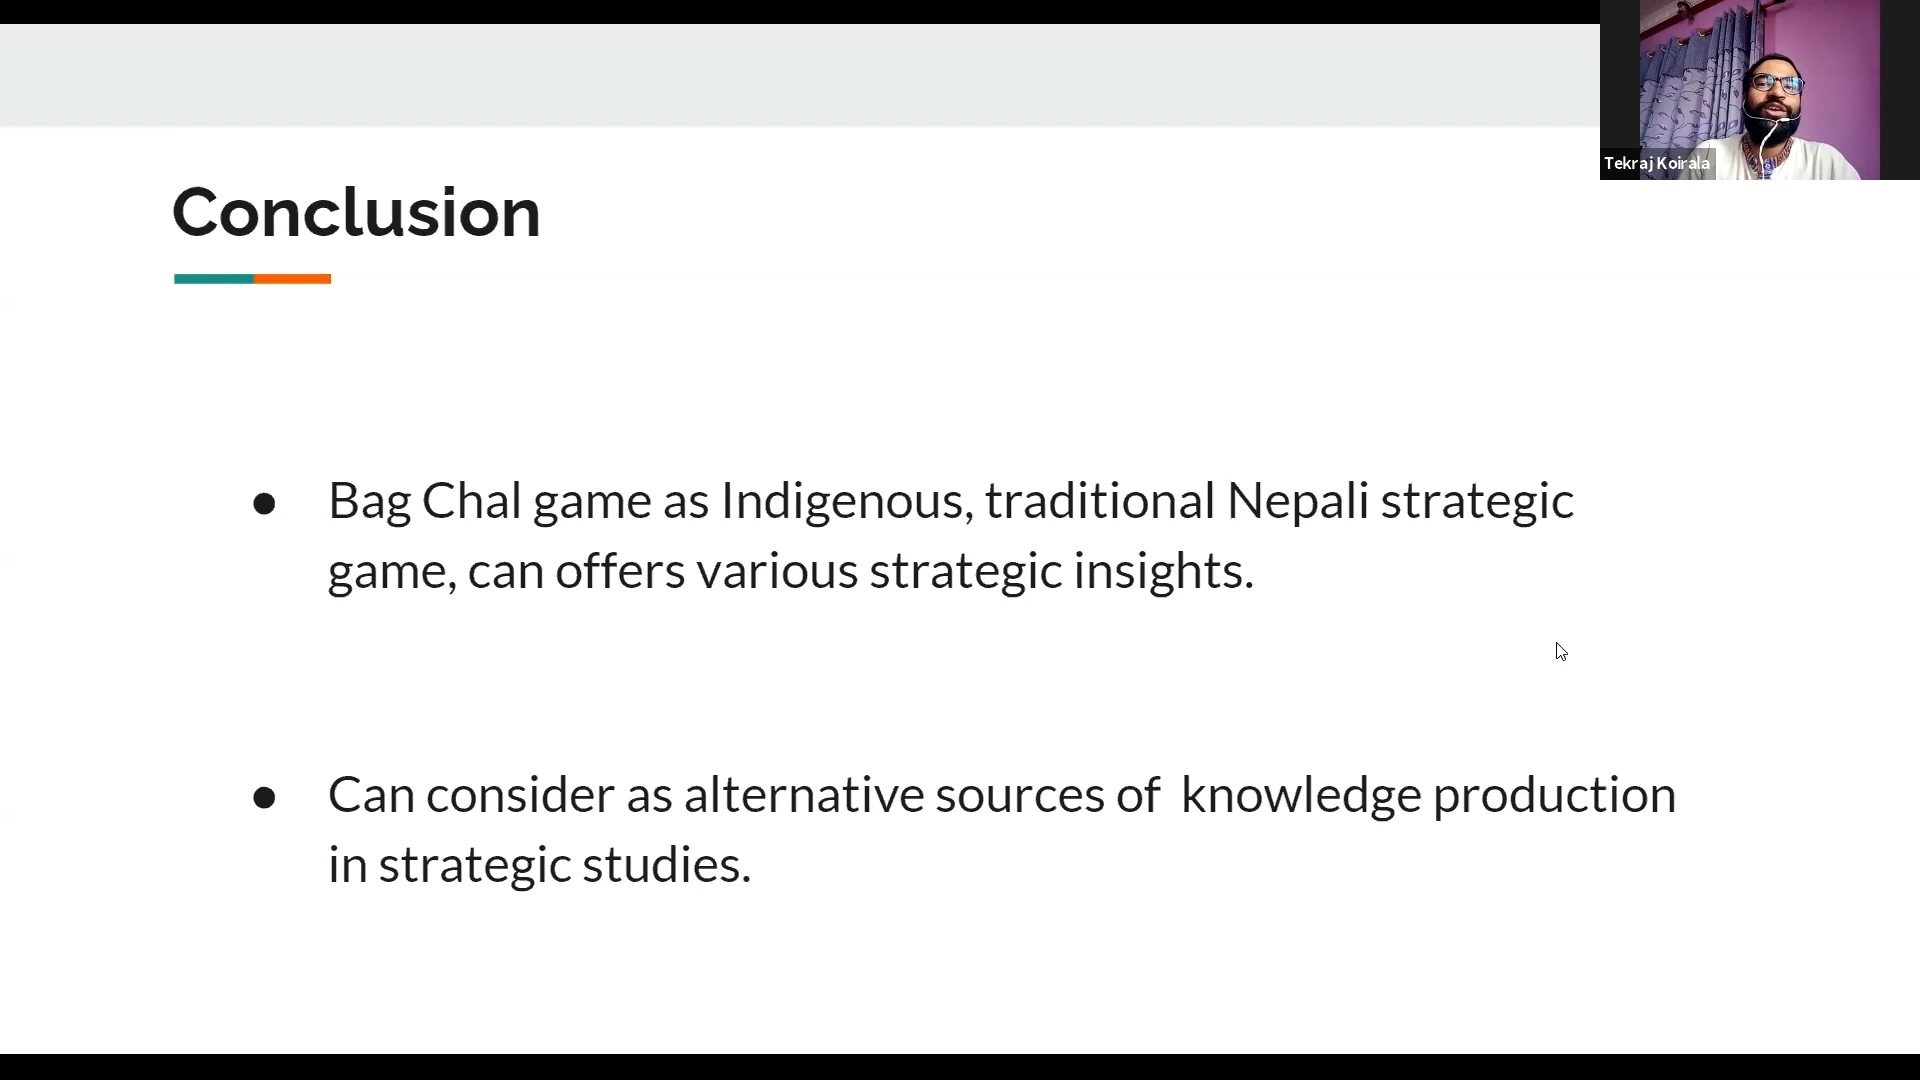 Tekraj Koirala
Conclusion
● Bag Chal game as Indigenous, traditional Nepali strategic
game, can offers various strategic insights.
● Can consider as alternative sources of  knowledge production
in strategic studies.